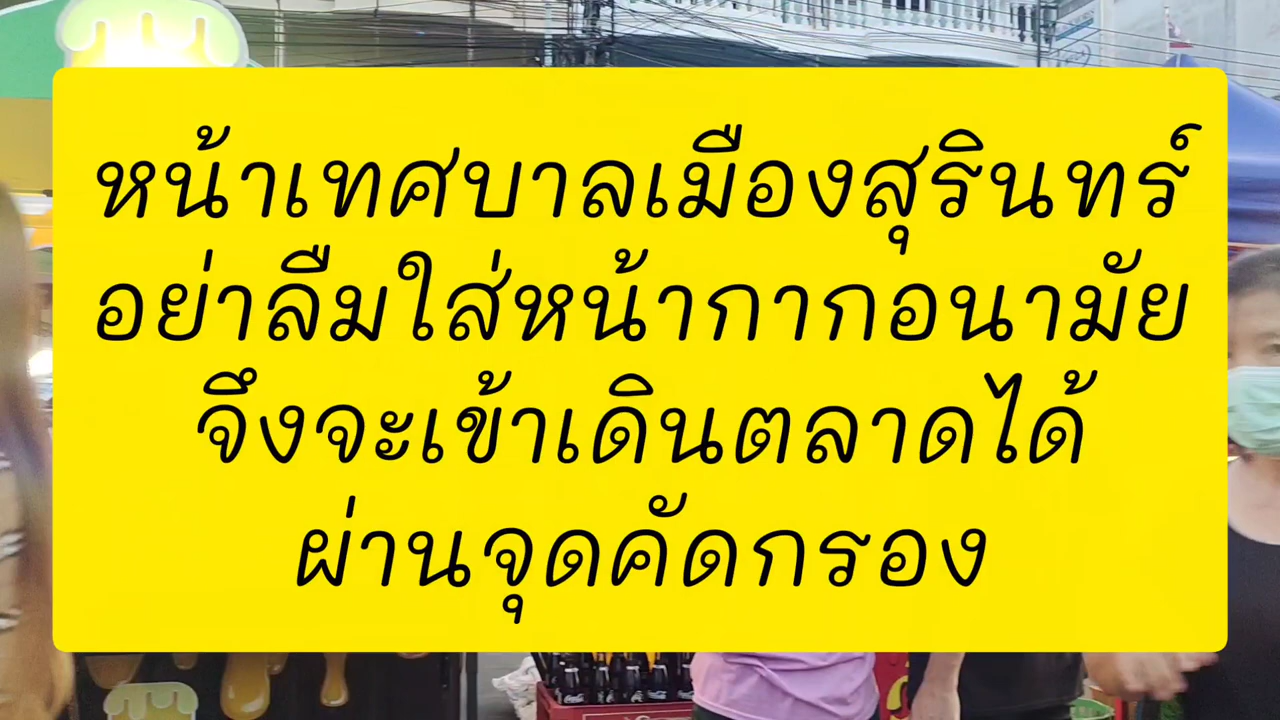 หน้าเทศบาลเมืองสุรินทร์
อย่าลืมใส่หน้ากากอนามัย
จึงจะเข้าเดินตลาดได้
ผ่านจุดคัดกรอง